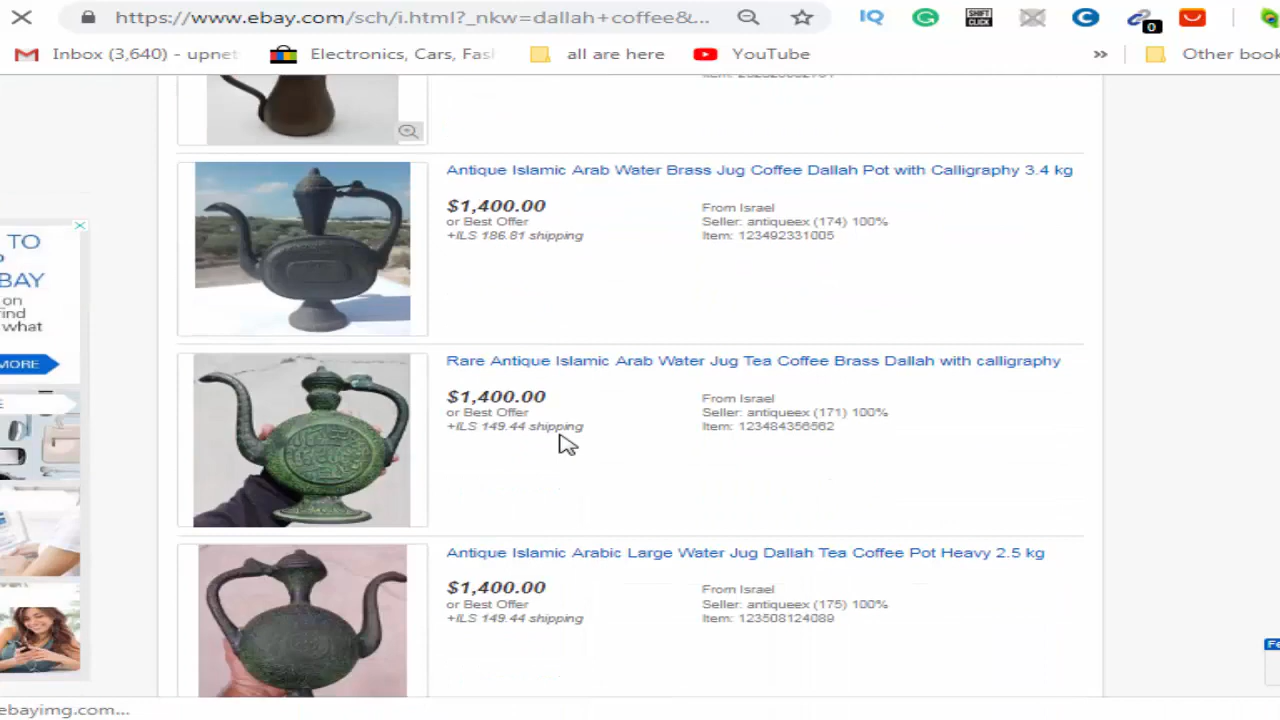 https://www.ebay.com/sch/i.html?_nkw=dallah+coffee&_...
IQ
SHIFT CLICK
0
Inbox (3,640) - upnet
Electronics, Cars, Fas
all are here
YouTube
»
Other book
Antique Islamic Arab Water Brass Jug Coffee Dallah Pot with Calligraphy 3.4 kg
$1,400.00
or Best Offer
+ILS 186.81 shipping
From Israel
Seller: antiqueex (174) 100%
Item: 123492331005
Rare Antique Islamic Arab Water Jug Tea Coffee Brass Dallah with calligraphy
$1,400.00
or Best Offer
+ILS 149.44 shipping
From Israel
Seller: antiqueex (171) 100%
Item: 123484356562
Antique Islamic Arabic Large Water Jug Dallah Tea Coffee Pot Heavy 2.5 kg
$1,400.00
or Best Offer
+ILS 149.44 shipping
From Israel
Seller: antiqueex (175) 100%
Item: 123508124089
TO
BAY
on
find
what
MORE
ebayimg.com...